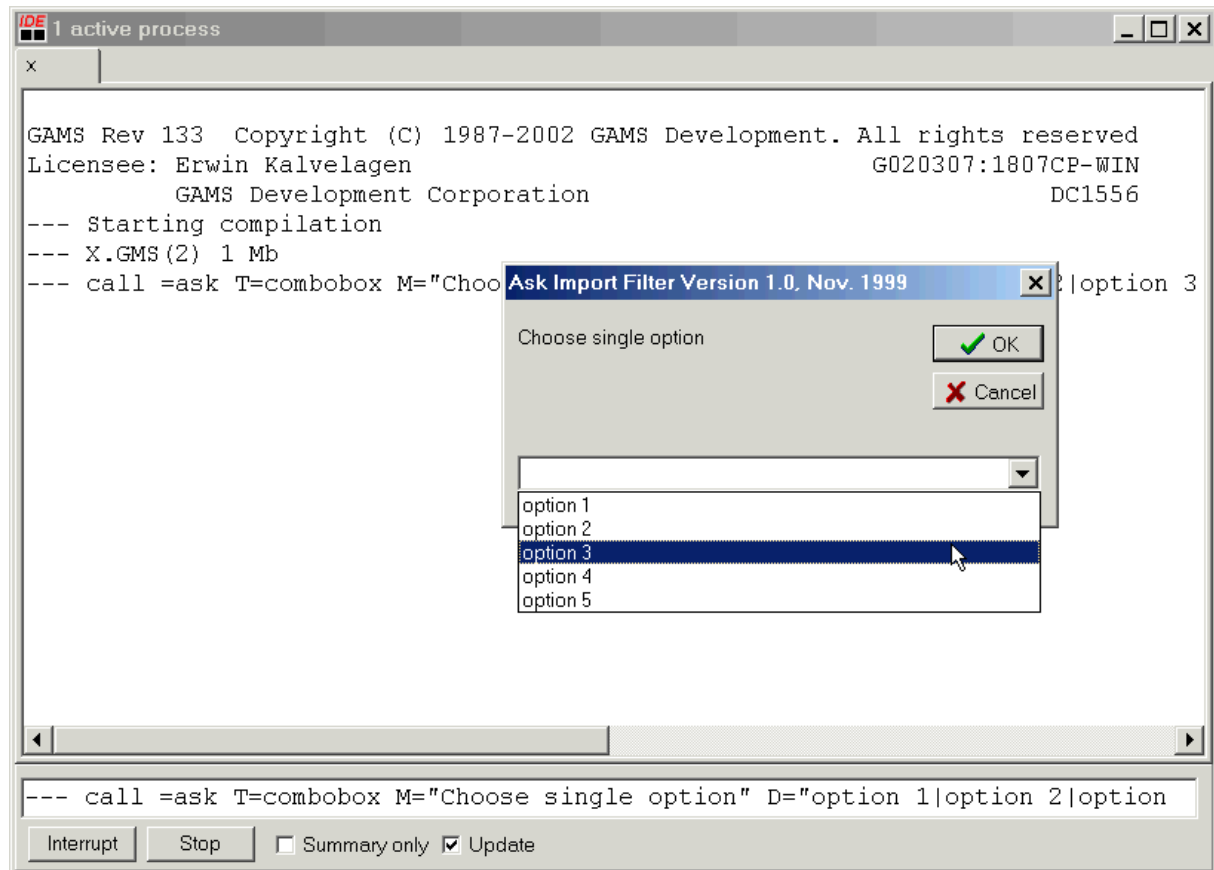 IDE 1 active process
x
GAMS Rev 133 Copyright (C) 1987-2002 GAMS Development. All rights reserved
Licensee: Erwin Kalvelagen G020307:1807CP-WIN
GAMS Development Corporation DC1556
--- Starting compilation
--- X.GMS(2) 1 Mb
--- call =ask T=combobox M="Choo 2|option 3
Ask Import Filter Version 1.0, Nov. 1999
Choose single option
OK
Cancel
option 1
option 2
option 3
option 4
option 5
--- call =ask T=combobox M="Choose single option" D="option 1|option 2|option
Interrupt Stop Summary only Update